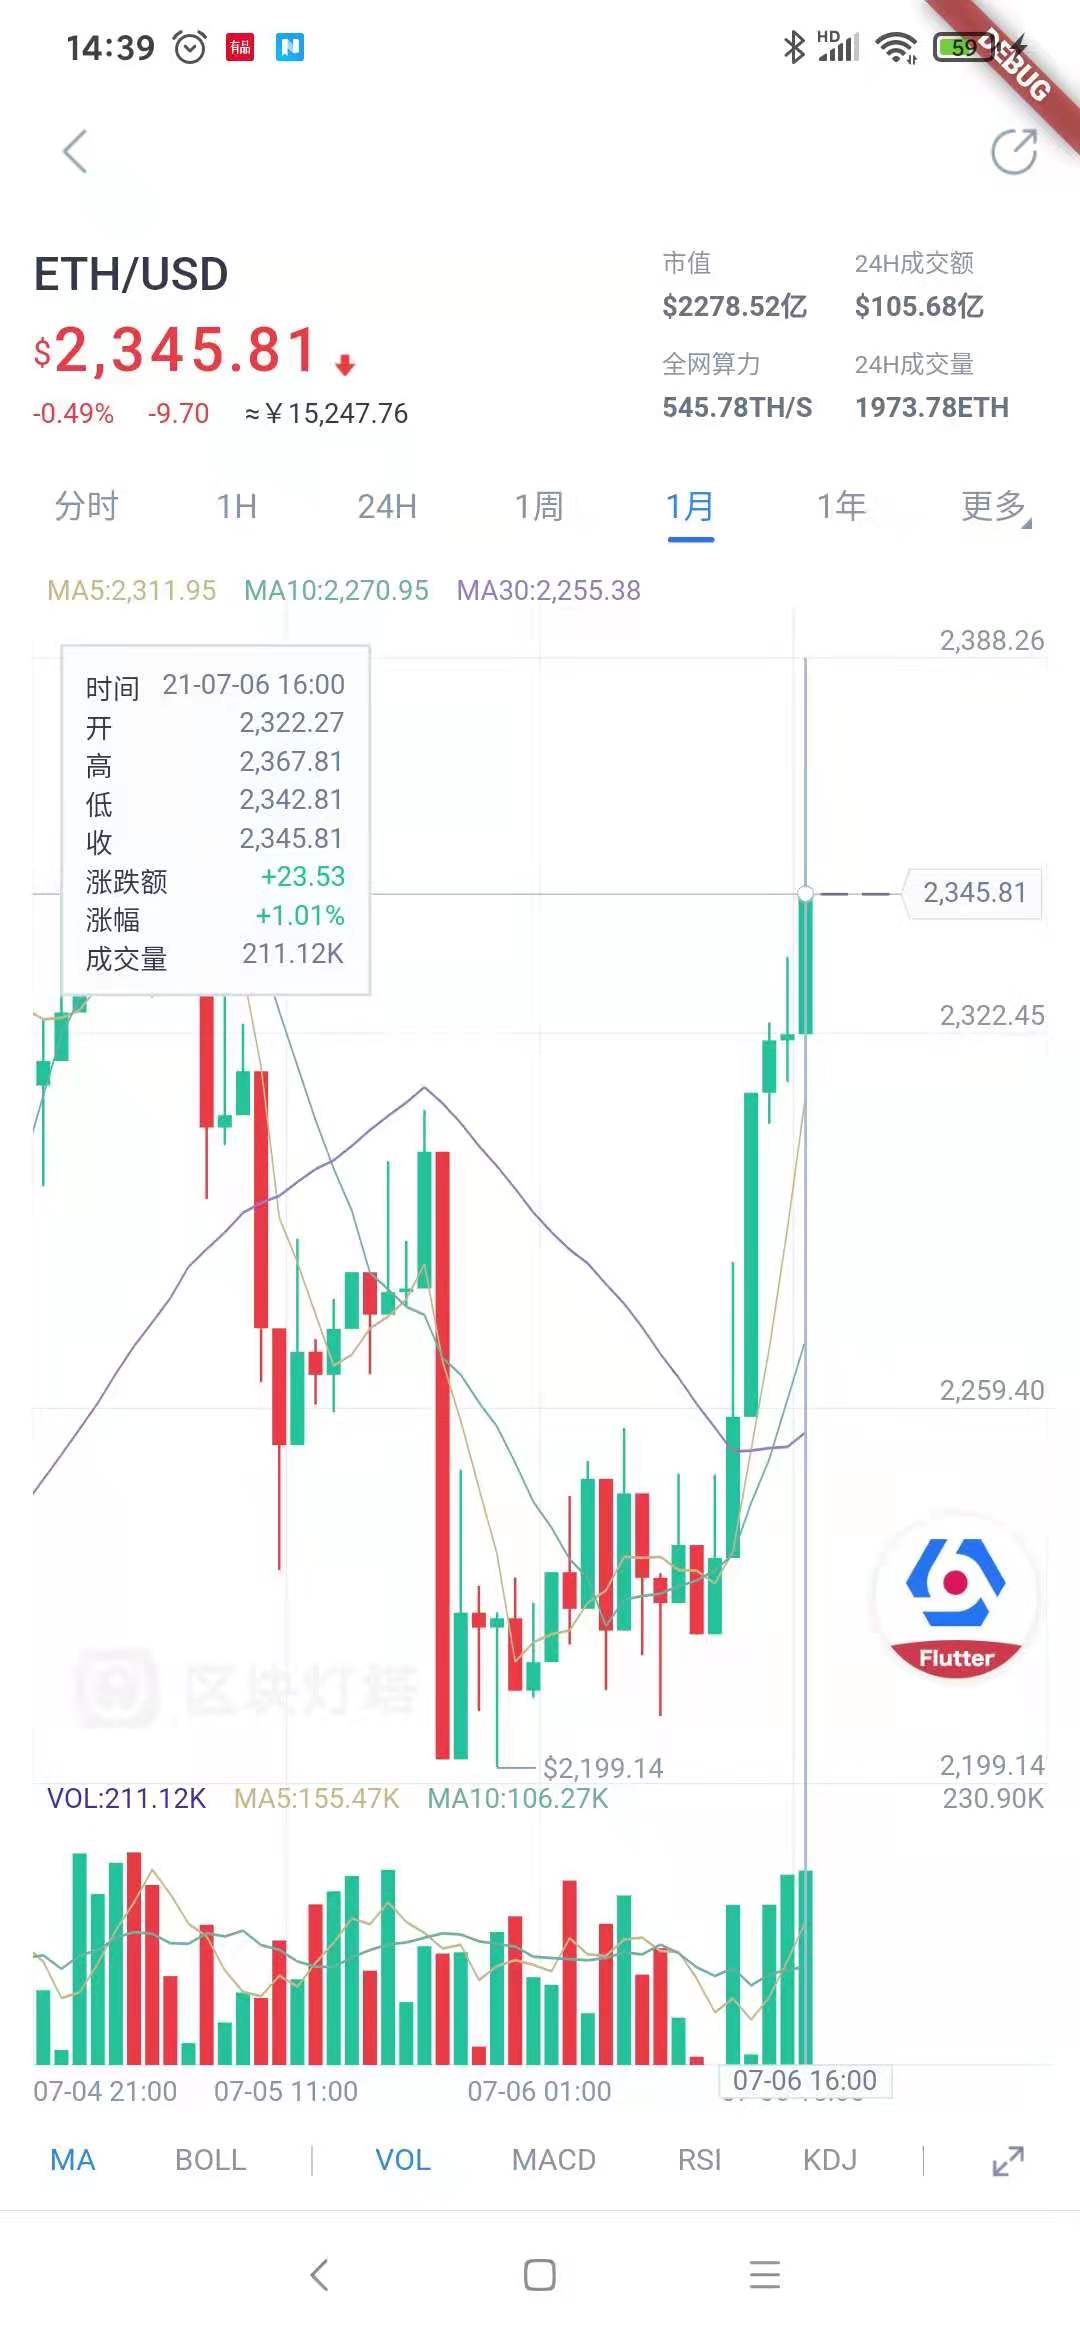 14:39
有品
N
HD
59
DEBUG
ETH/USD
$2,345.81
-0.49% -9.70 ≈¥15,247.76
市值
$2278.52亿
24H成交额
$105.68亿
全网算力
545.78TH/S
24H成交量
1973.78ETH
分时 1H 24H 1周 1月 1年 更多
MA5:2,311.95 MA10:2,270.95 MA30:2,255.38
2,388.26
时间 21-07-06 16:00
开 2,322.27
高 2,367.81
低 2,342.81
收 2,345.81
涨跌额 +23.53
涨幅 +1.01%
成交量 211.12K
2,345.81
2,322.45
2,259.40
Flutter
区块灯塔
$2,199.14
2,199.14
VOL:211.12K MA5:155.47K MA10:106.27K
230.90K
07-04 21:00 07-05 11:00 07-06 01:00 07-06 16:00
MA BOLL VOL MACD RSI KDJ